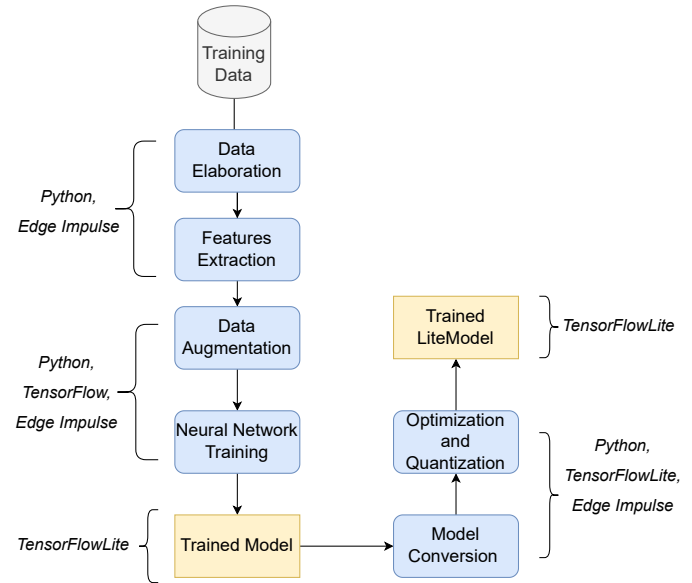 Training
Data
Data
Elaboration
Python,
Edge Impulse
Features
Extraction
Data
Augmentation
Python,
TensorFlow,
Edge Impulse
Neural Network
Training
TensorFlowLite
Trained Model
Model
Conversion
Optimization
and
Quantization
Python,
TensorFlowLite,
Edge Impulse
Trained
LiteModel
TensorFlowLite